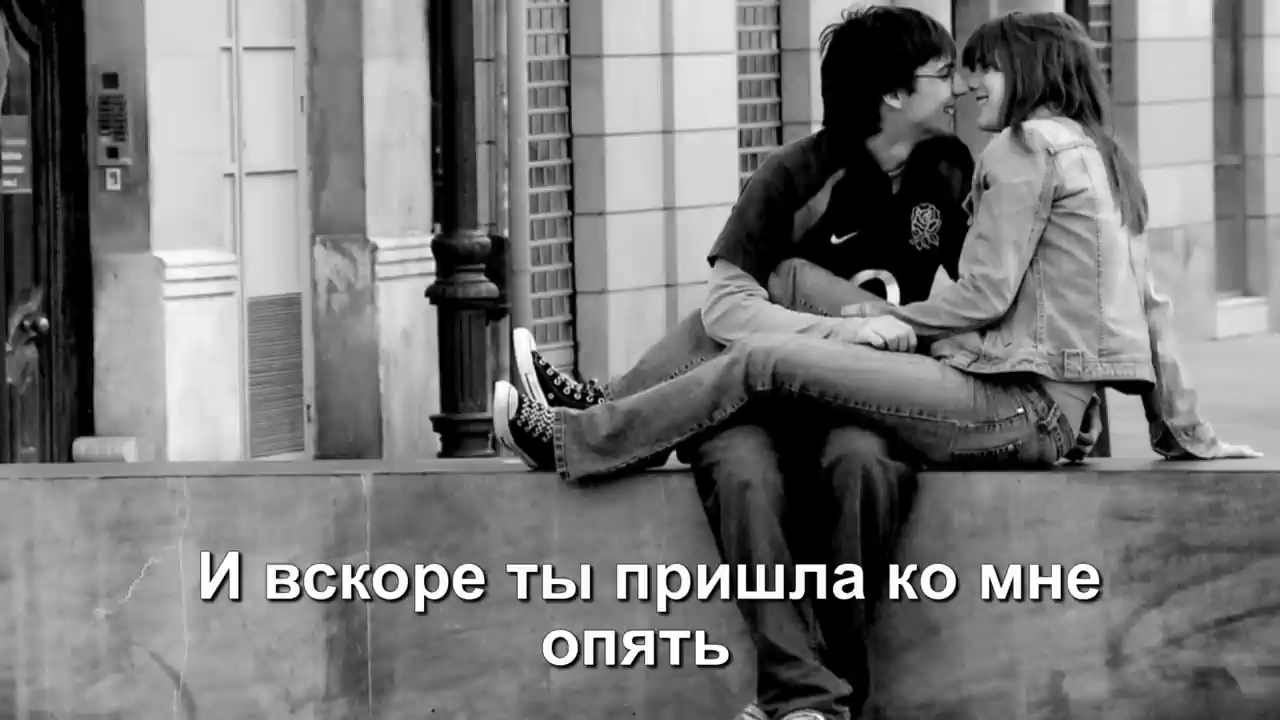 И вскоре ты пришла ко мне
опять